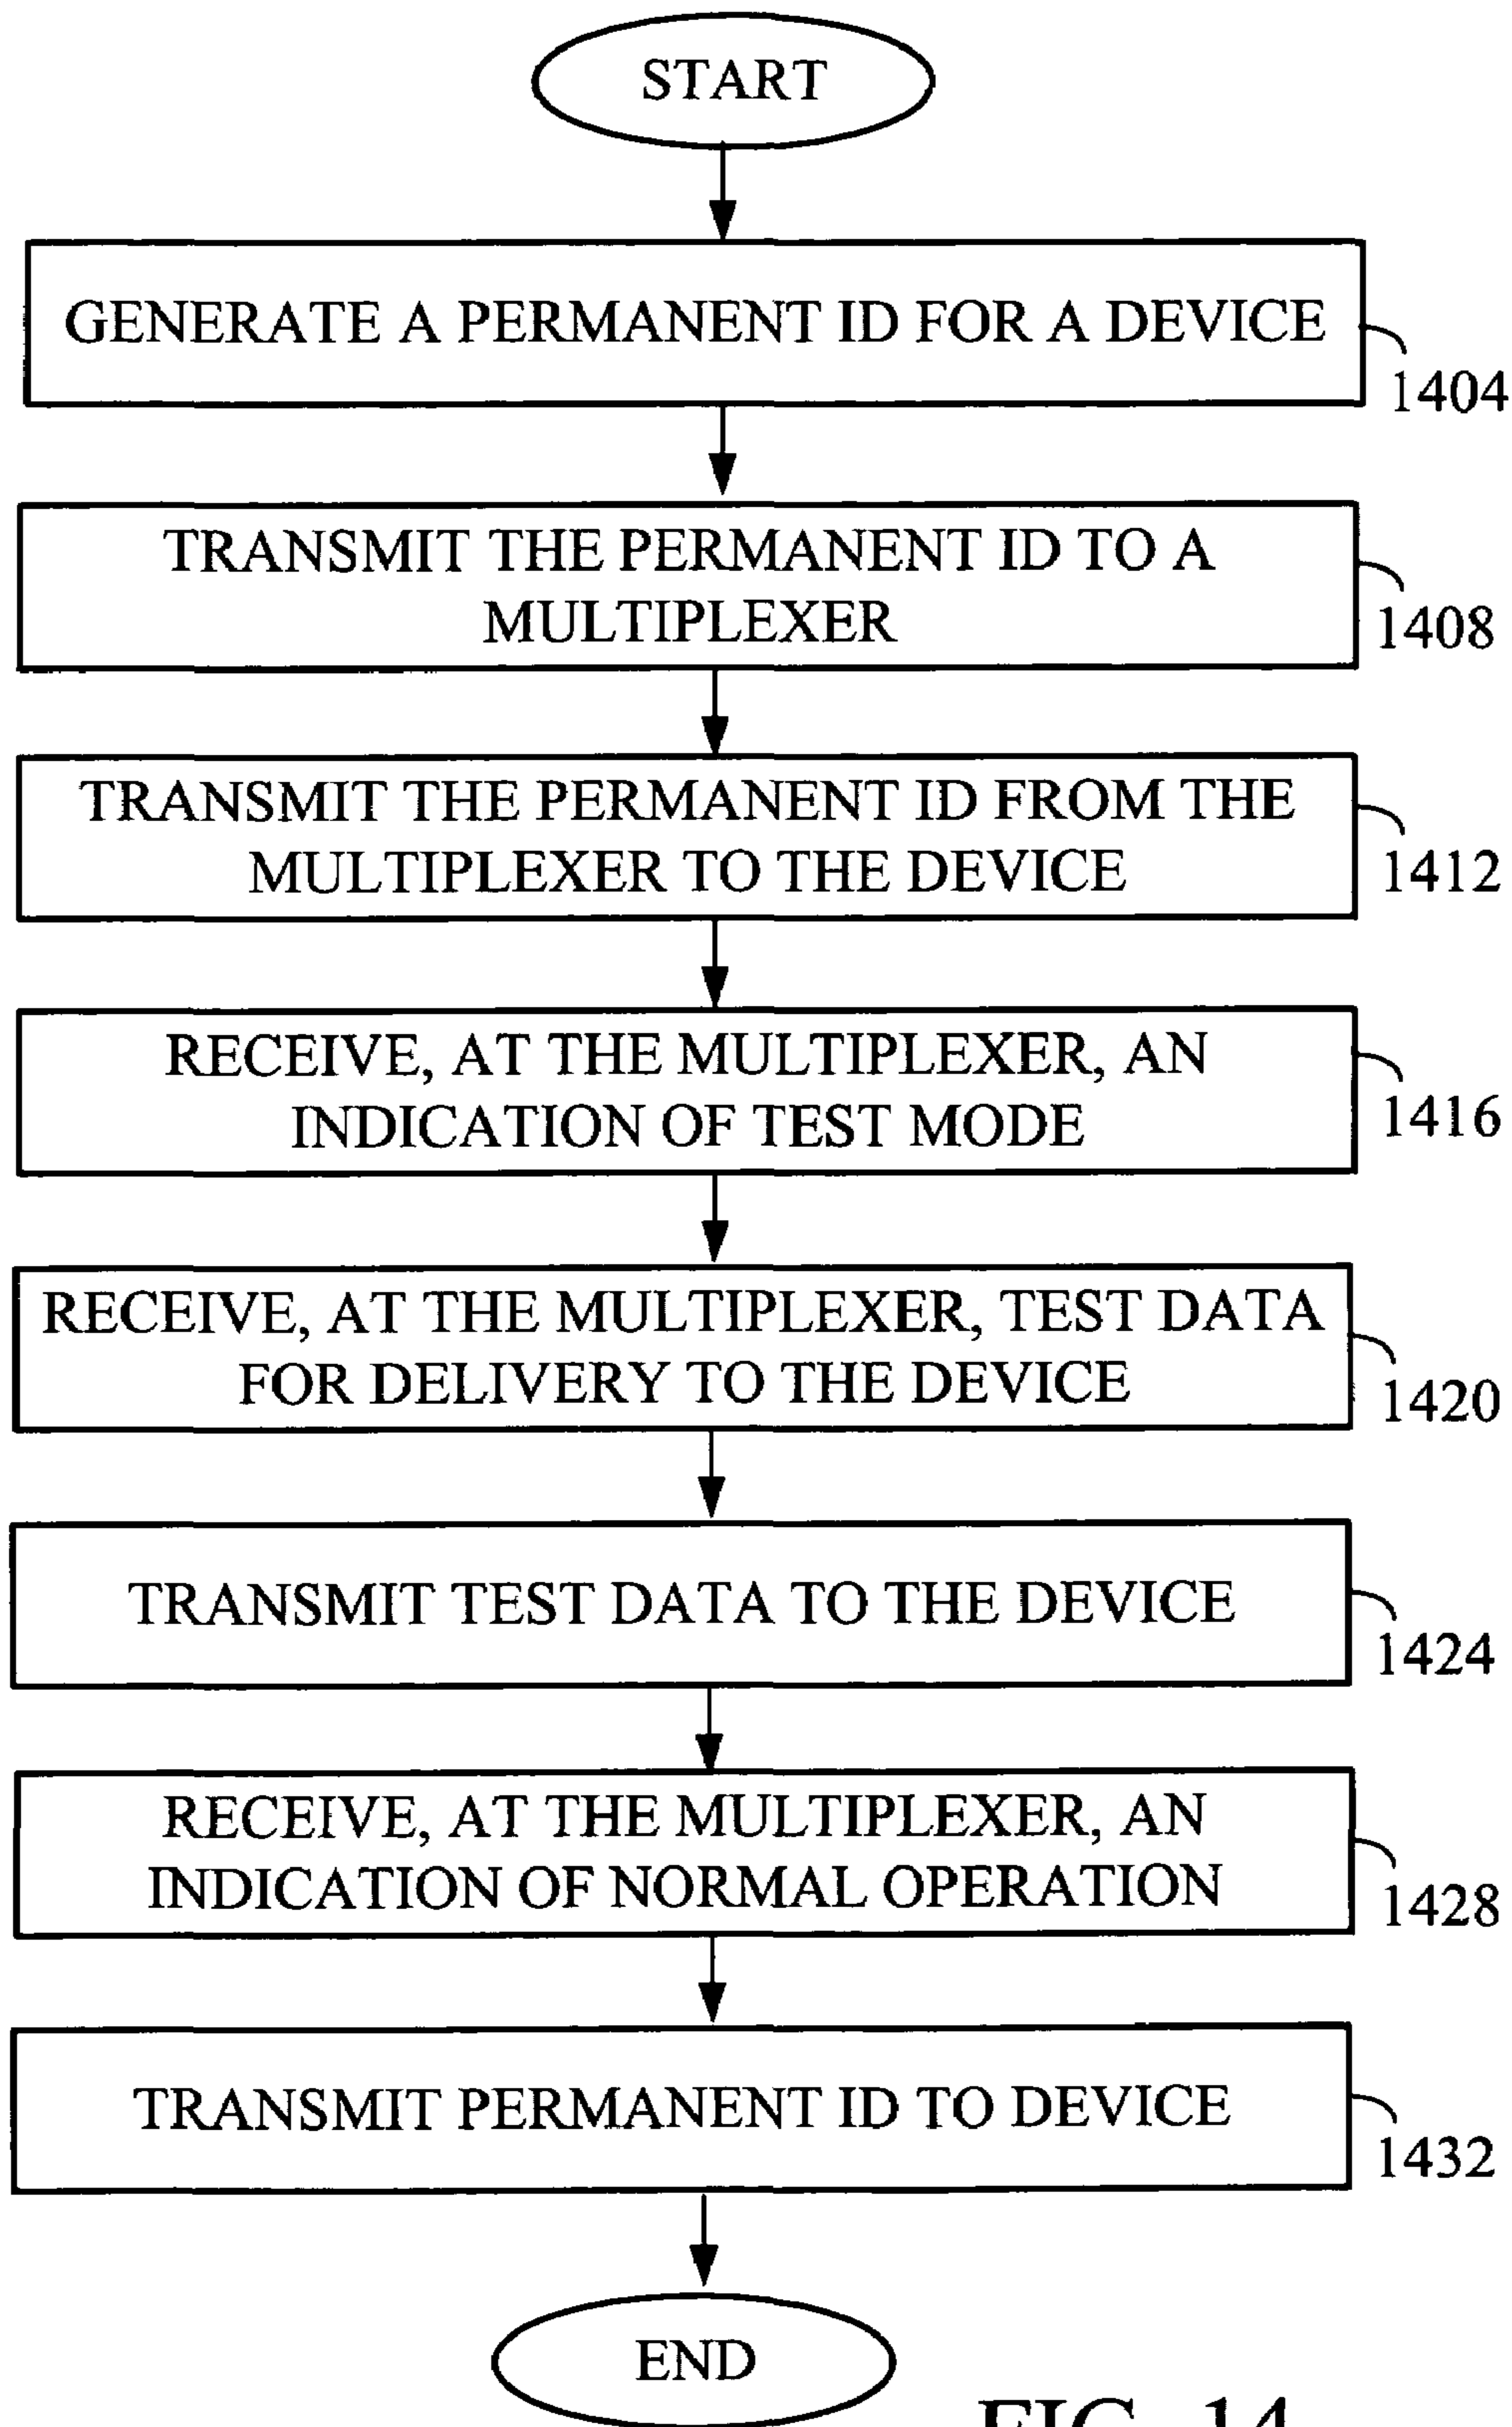 START
GENERATE A PERMANENT ID FOR A DEVICE
1404
TRANSMIT THE PERMANENT ID TO A
MULTIPLEXER
1408
TRANSMIT THE PERMANENT ID FROM THE
MULTIPLEXER TO THE DEVICE
1412
RECEIVE, AT THE MULTIPLEXER, AN
INDICATION OF TEST MODE
1416
RECEIVE, AT THE MULTIPLEXER, TEST DATA
FOR DELIVERY TO THE DEVICE
1420
TRANSMIT TEST DATA TO THE DEVICE
1424
RECEIVE, AT THE MULTIPLEXER, AN
INDICATION OF NORMAL OPERATION
1428
TRANSMIT PERMANENT ID TO DEVICE
1432
END
FIG. 14